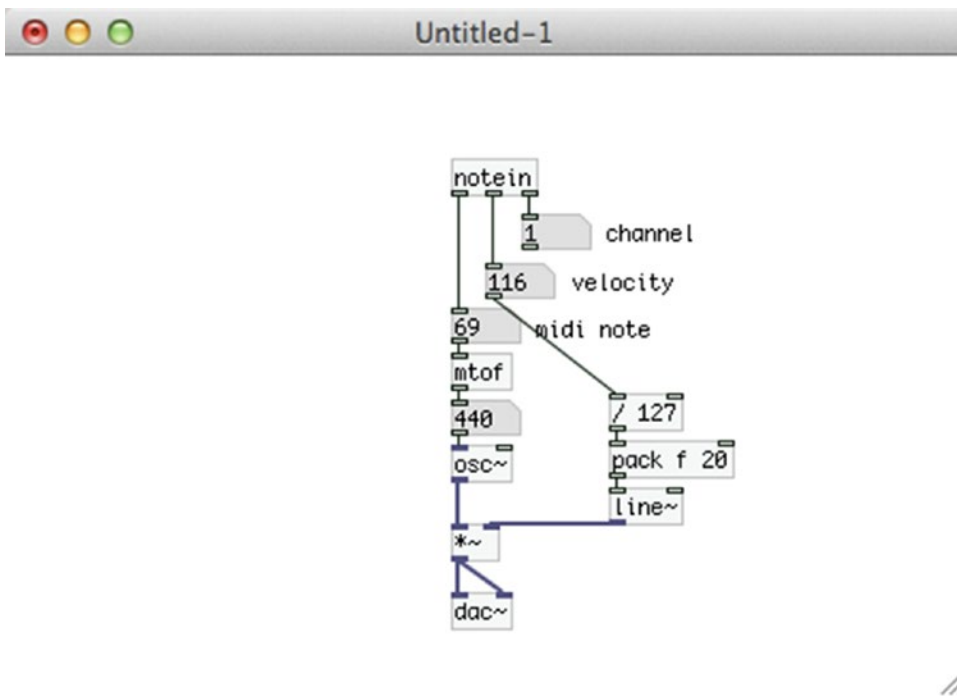 Untitled-1
notein
1 channel
116 velocity
69 midi note
mtof
440
/ 127
osc~
pack f 20
line~
*~
dac~